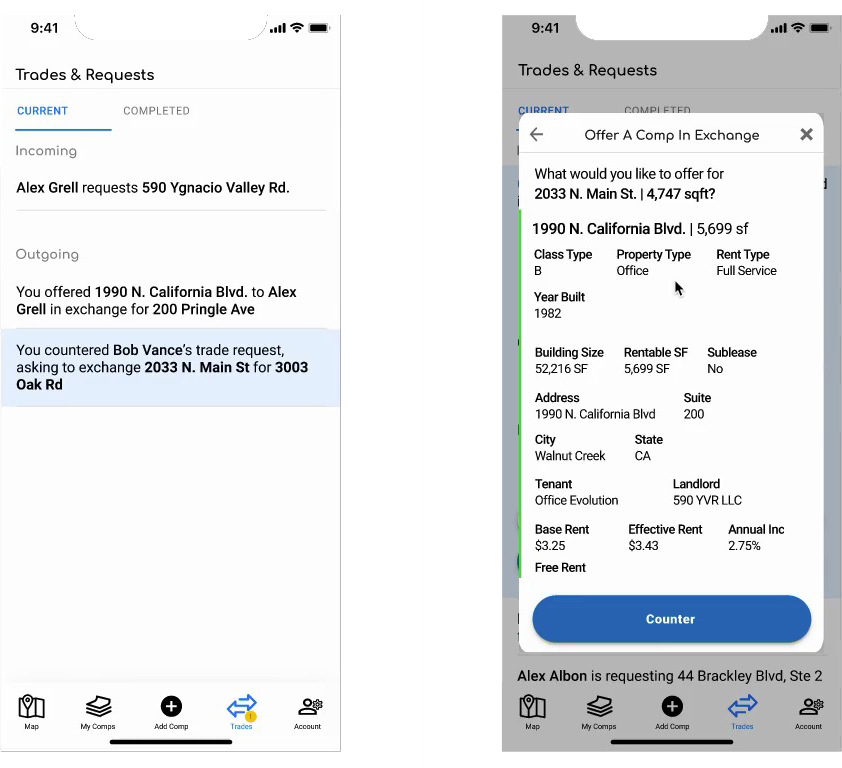 9:41
Trades & Requests
CURRENT COMPLETED
Incoming
Alex Grell requests 590 Ygnacio Valley Rd.
Outgoing
You offered 1990 N. California Blvd. to Alex
Grell in exchange for 200 Pringle Ave
You countered Bob Vance's trade request,
asking to exchange 2033 N. Main St for 3003
Oak Rd
Map My Comps Add Comp Trades Account
9:41
Trades & Requests
CURRENT COMPLETED
Offer A Comp In Exchange
What would you like to offer for
2033 N. Main St. | 4,747 sqft?
1990 N. California Blvd. | 5,699 sf
Class Type Property Type Rent Type
B Office Full Service
Year Built
1982
Building Size Rentable SF Sublease
52,216 SF 5,699 SF No
Address Suite
1990 N. California Blvd 200
City State
Walnut Creek CA
Tenant Landlord
Office Evolution 590 YVR LLC
Base Rent Effective Rent Annual Inc
$3.25 $3.43 2.75%
Free Rent
Counter
Alex Albon is requesting 44 Brackley Blvd, Ste 2
Map My Comps Add Comp Trades Account